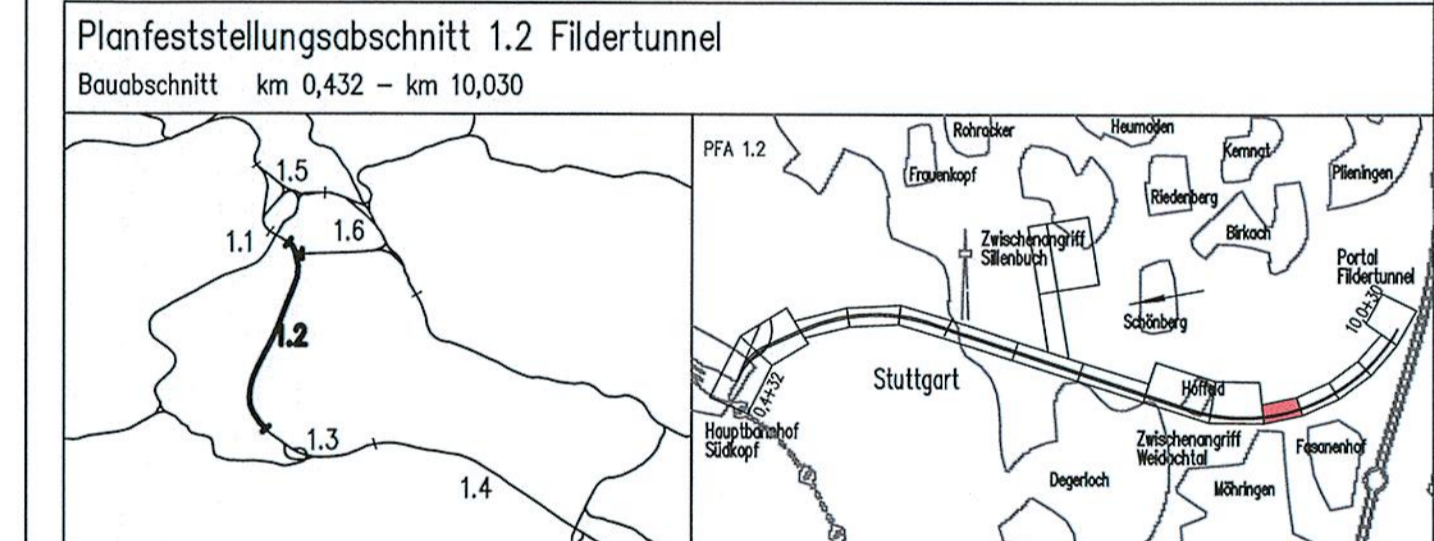 Planfeststellungsabschnitt 1.2 Fildertunnel
Bauabschnitt km 0,432 – km 10,030
1.5
1.1
1.6
1.2
1.3
1.4
PFA 1.2
Rohracker
Heumaden
Frauenkopf
Kemnat
Riedenberg
Plieningen
Birkach
Zwischenangriff
Sillenbuch
Portal
Fildertunnel
10,0+30
Schönberg
Stuttgart
0,4+32
Hauptbahnhof
Südkopf
Hoffeld
Zwischenangriff
Weidachtal
Fasanenhof
Degerloch
Möhringen